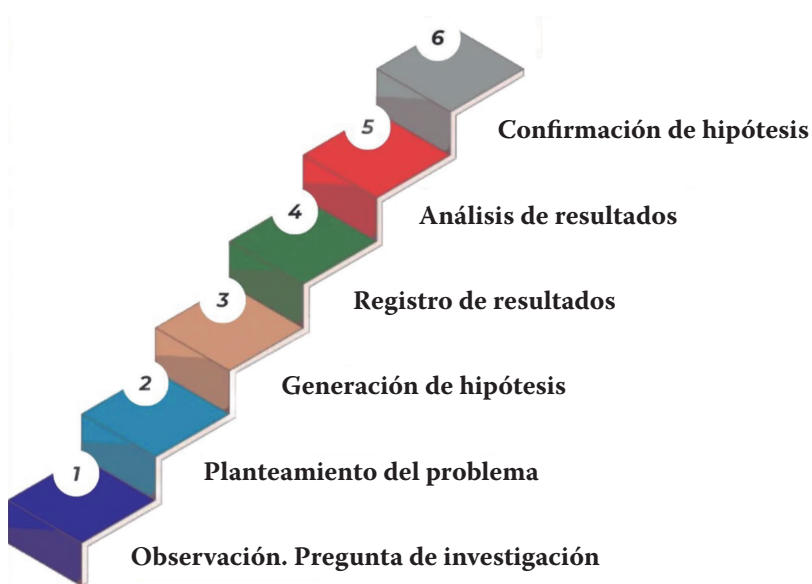 6
Confirmación de hipótesis
5
Análisis de resultados
4
Registro de resultados
3
Generación de hipótesis
2
Planteamiento del problema
1
Observación. Pregunta de investigación